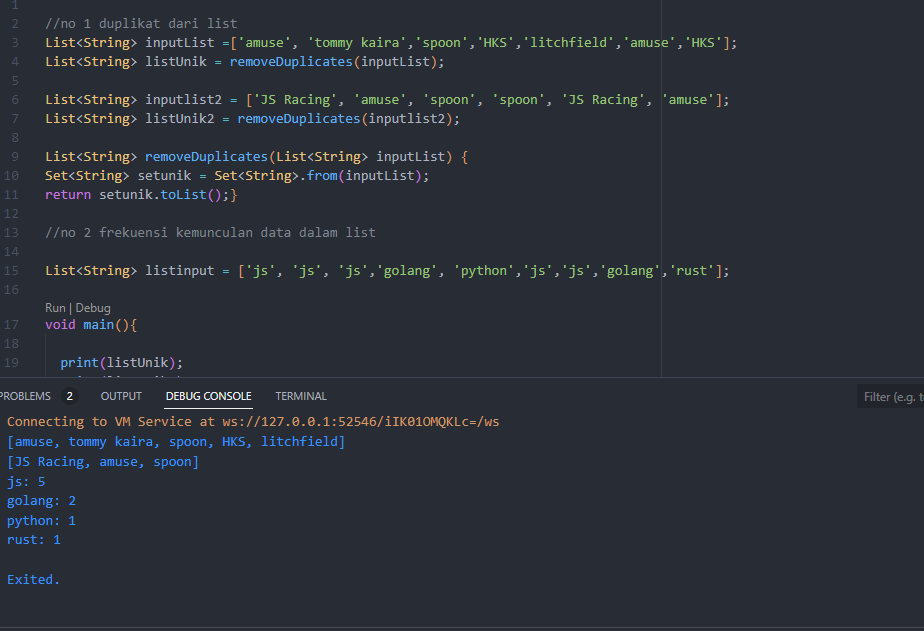 1
2 //no 1 duplikat dari list
3 List<String> inputList =['amuse', 'tommy kaira','spoon','HKS','litchfield','amuse','HKS'];
4 List<String> listUnik = removeDuplicates(inputList);
5
6 List<String> inputlist2 = ['JS Racing', 'amuse', 'spoon', 'spoon', 'JS Racing', 'amuse'];
7 List<String> listUnik2 = removeDuplicates(inputlist2);
8
9 List<String> removeDuplicates(List<String> inputList) {
10 Set<String> setunik = Set<String>.from(inputList);
11 return setunik.toList();}
12
13 //no 2 frekuensi kemunculan data dalam list
14
15 List<String> listinput = ['js', 'js', 'js','golang', 'python','js','js','golang','rust'];
16
Run | Debug
17 void main(){
18
19 print(listUnik);
PROBLEMS 2 OUTPUT DEBUG CONSOLE TERMINAL Filter (e.g. t
Connecting to VM Service at ws://127.0.0.1:52546/iIK01OMQKLc=/ws
[amuse, tommy kaira, spoon, HKS, litchfield]
[JS Racing, amuse, spoon]
js: 5
golang: 2
python: 1
rust: 1
Exited.